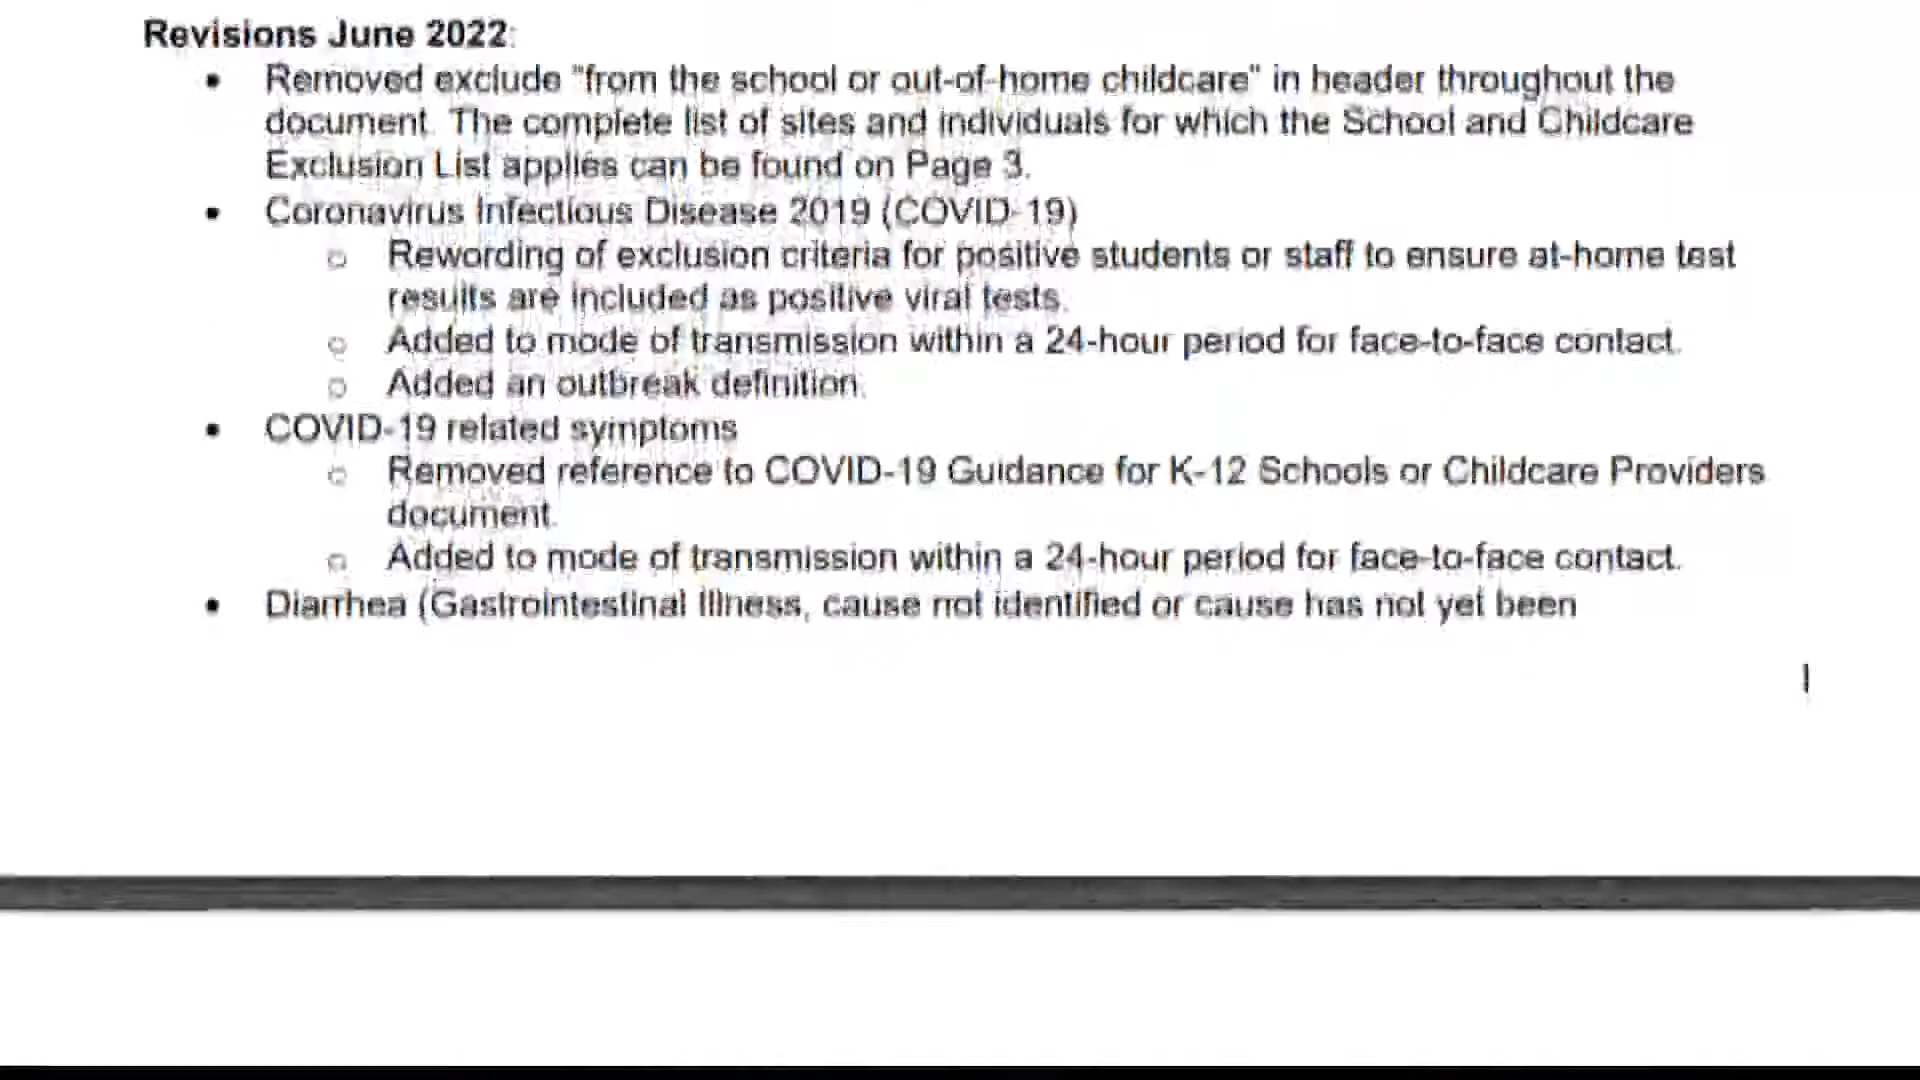 Revisions June 2022:
• Removed exclude "from the school or out-of-home childcare" in header throughout the
document. The complete list of sites and individuals for which the School and Childcare
Exclusion List applies can be found on Page 3.
• Coronavirus Infectious Disease 2019 (COVID-19)
○ Rewording of exclusion criteria for positive students or staff to ensure at-home test
results are included as positive viral tests.
○ Added to mode of transmission within a 24-hour period for face-to-face contact.
○ Added an outbreak definition.
• COVID-19 related symptoms
○ Removed reference to COVID-19 Guidance for K-12 Schools or Childcare Providers
document.
○ Added to mode of transmission within a 24-hour period for face-to-face contact.
• Diarrhea (Gastrointestinal Illness, cause not identified or cause has not yet been